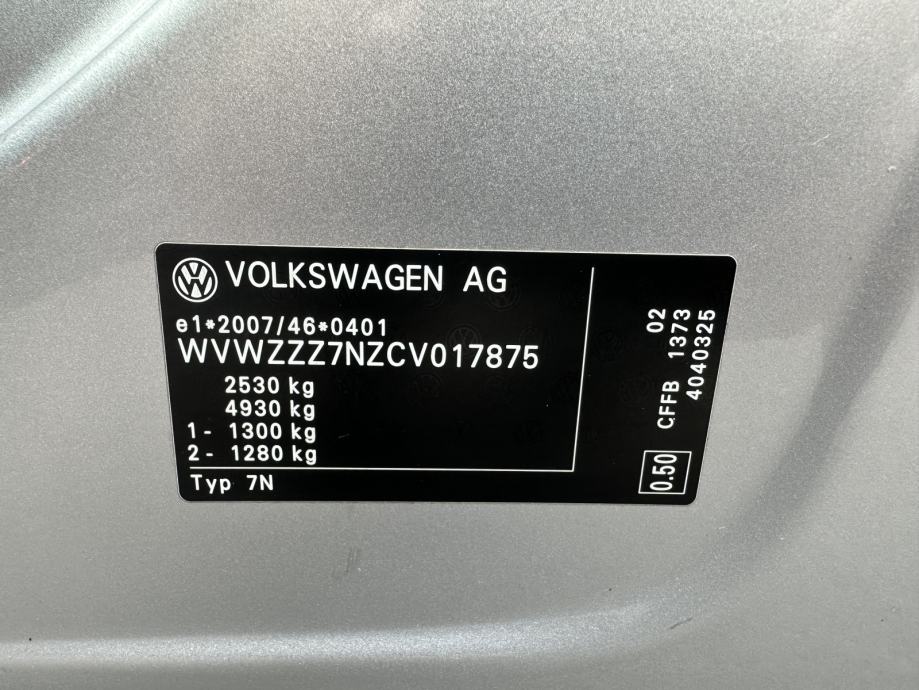 VOLKSWAGEN AG
e1*2007/46*0401
WVWZZZ7NZCV017875
2530 kg
4930 kg
1- 1300 kg
2- 1280 kg
Typ 7N
02
CFFB 1373
4040325
0.50